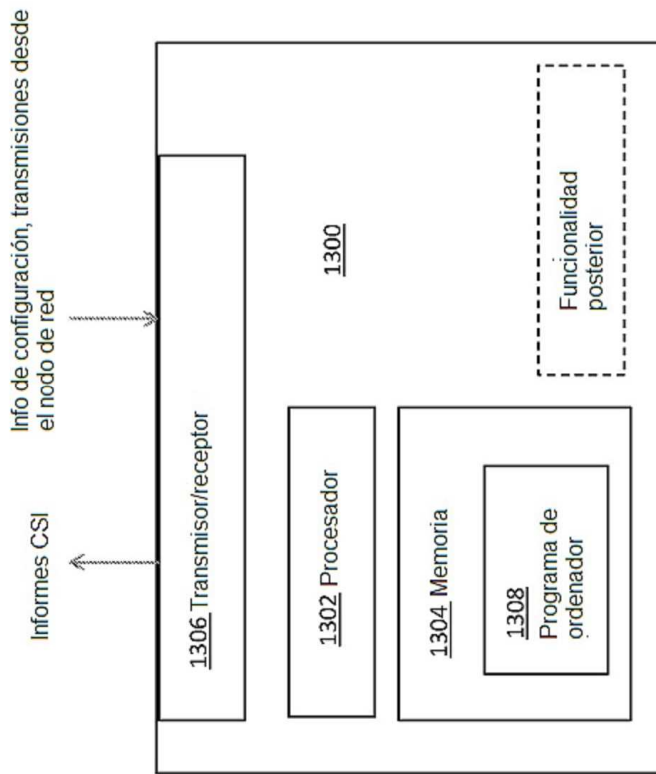 Informes CSI
Info de configuración, transmisiones desde
el nodo de red
1306 Transmisor/receptor
1302 Procesador
1300
1304 Memoria
1308
Programa de
ordenador
Funcionalidad
posterior